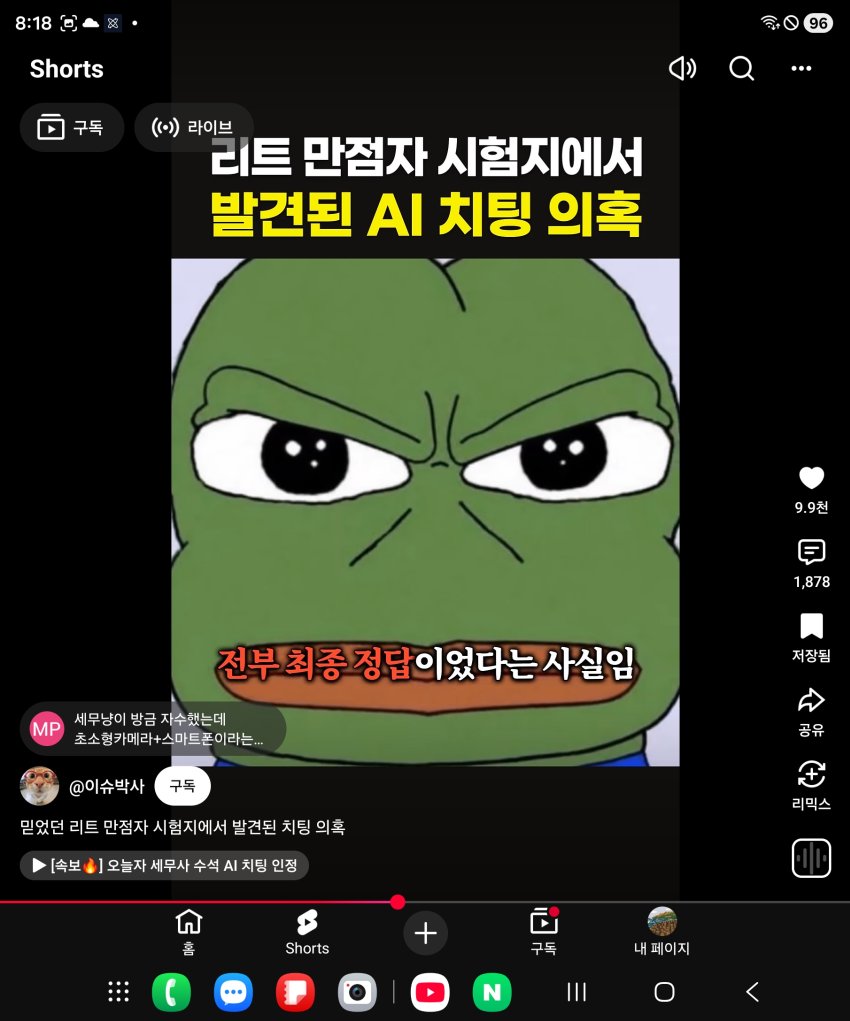 8:18
96
Shorts
구독
라이브
리트 만점자 시험지에서
발견된 AI 치팅 의혹
전부 최종 정답이었다는 사실임
9.9천
1,878
저장됨
공유
리믹스
MP
세무냥이 방금 자수했는데
초소형카메라+스마트폰이라는...
@이슈박사
구독
믿었던 리트 만점자 시험지에서 발견된 치팅 의혹
▶ [속보🔥] 오늘자 세무사 수석 AI 치팅 인정
홈
Shorts
구독
내 페이지
N